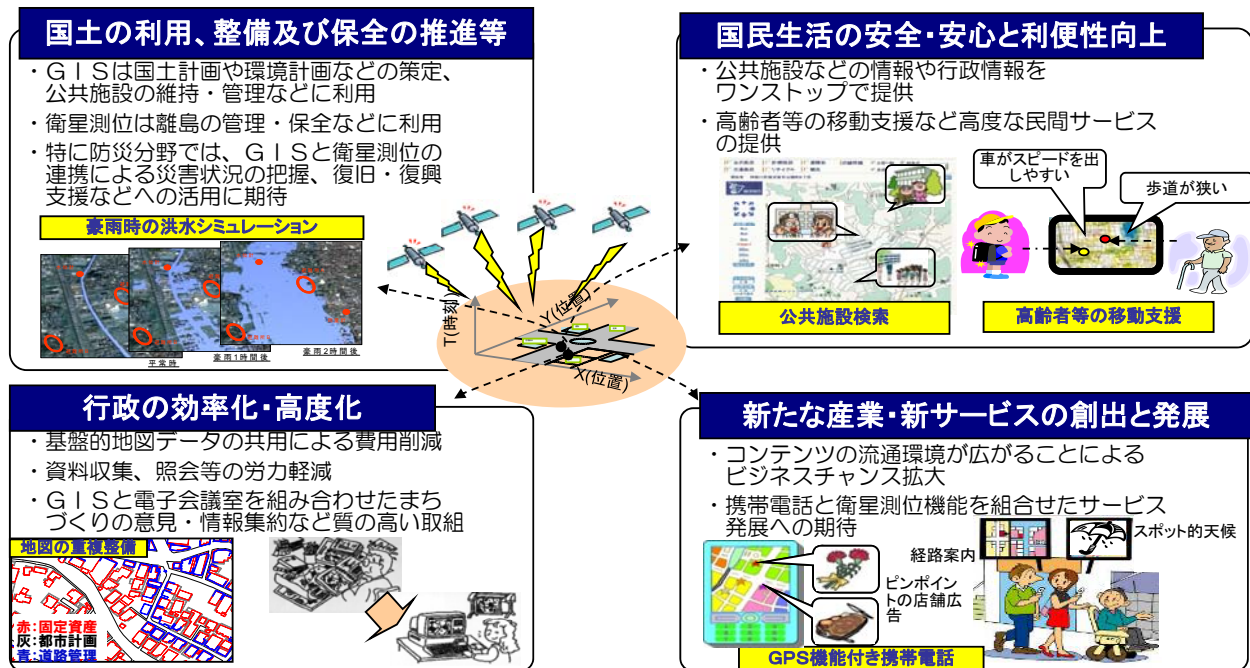 国土の利用、整備及び保全の推進等
・ＧＩＳは国土計画や環境計画などの策定、
公共施設の維持・管理などに利用
・衛星測位は離島の管理・保全などに利用
・特に防災分野では、ＧＩＳと衛星測位の
連携による災害状況の把握、復旧・復興
支援などへの活用に期待
豪雨時の洪水シミュレーション
平常時
豪雨1時間後
豪雨2時間後
国民生活の安全・安心と利便性向上
・公共施設などの情報や行政情報を
ワンストップで提供
・高齢者等の移動支援など高度な民間サービス
の提供
車がスピードを出
しやすい
歩道が狭い
公共施設検索
高齢者等の移動支援
T(時刻)
Y(位置)
X(位置)
行政の効率化・高度化
・基盤的地図データの共用による費用削減
・資料収集、照会等の労力軽減
・ＧＩＳと電子会議室を組み合わせたまち
づくりの意見・情報集約など質の高い取組
地図の重複整備
赤:固定資産
灰:都市計画
青:道路管理
新たな産業・新サービスの創出と発展
・コンテンツの流通環境が広がることによる
ビジネスチャンス拡大
・携帯電話と衛星測位機能を組合せたサービス
発展への期待
スポット的天候
経路案内
ピンポイン
トの店舗広
告
GPS機能付き携帯電話